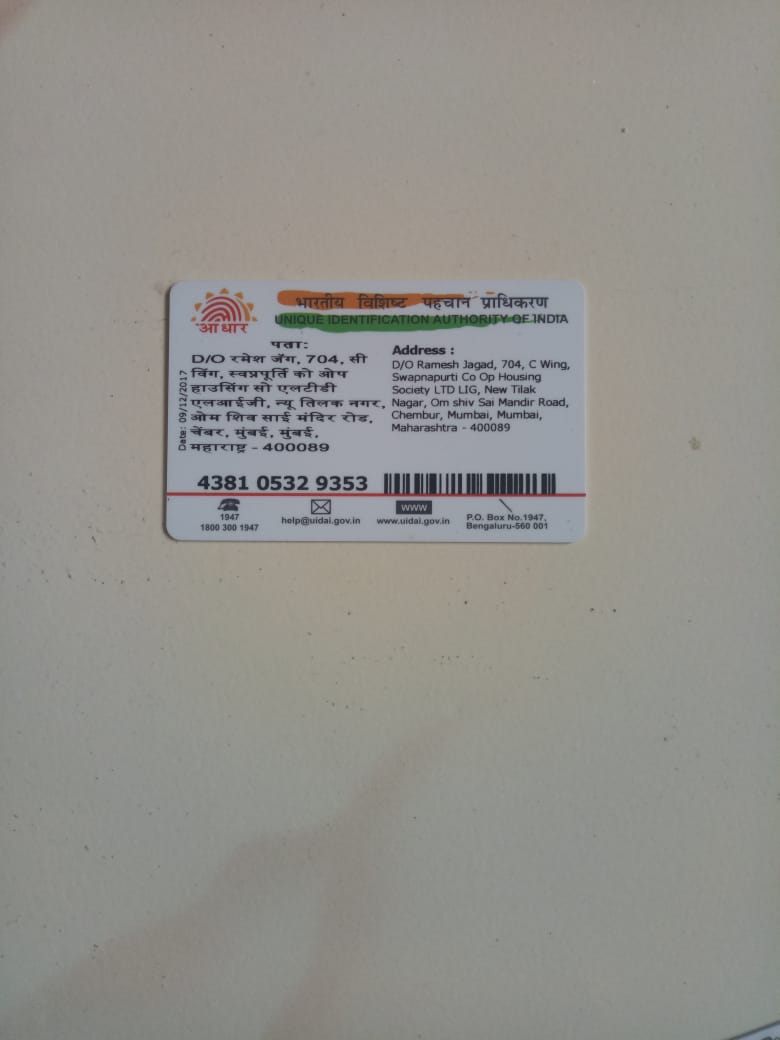 आधार
भारतीय विशिष्ट पहचान प्राधिकरण
UNIQUE IDENTIFICATION AUTHORITY OF INDIA
Date: 09/12/2017
पता:
D/O रमेश जॅग, 704, सी
विंग, स्वप्नपूर्ति को ओप
हाउसिंग सो एलटीडी
एलआईजी, न्यू तिलक नगर,
ओम शिव साई मंदिर रोड,
चेंबर, मुंबई, मुंबई,
महाराष्ट्र - 400089
Address :
D/O Ramesh Jagad, 704, C Wing,
Swapnapurti Co Op Housing
Society LTD LIG, New Tilak
Nagar, Om shiv Sai Mandir Road,
Chembur, Mumbai, Mumbai,
Maharashtra - 400089
4381 0532 9353
1947
1800 300 1947
help@uidai.gov.in
www
www.uidai.gov.in
P.O. Box No.1947,
Bengaluru-560 001